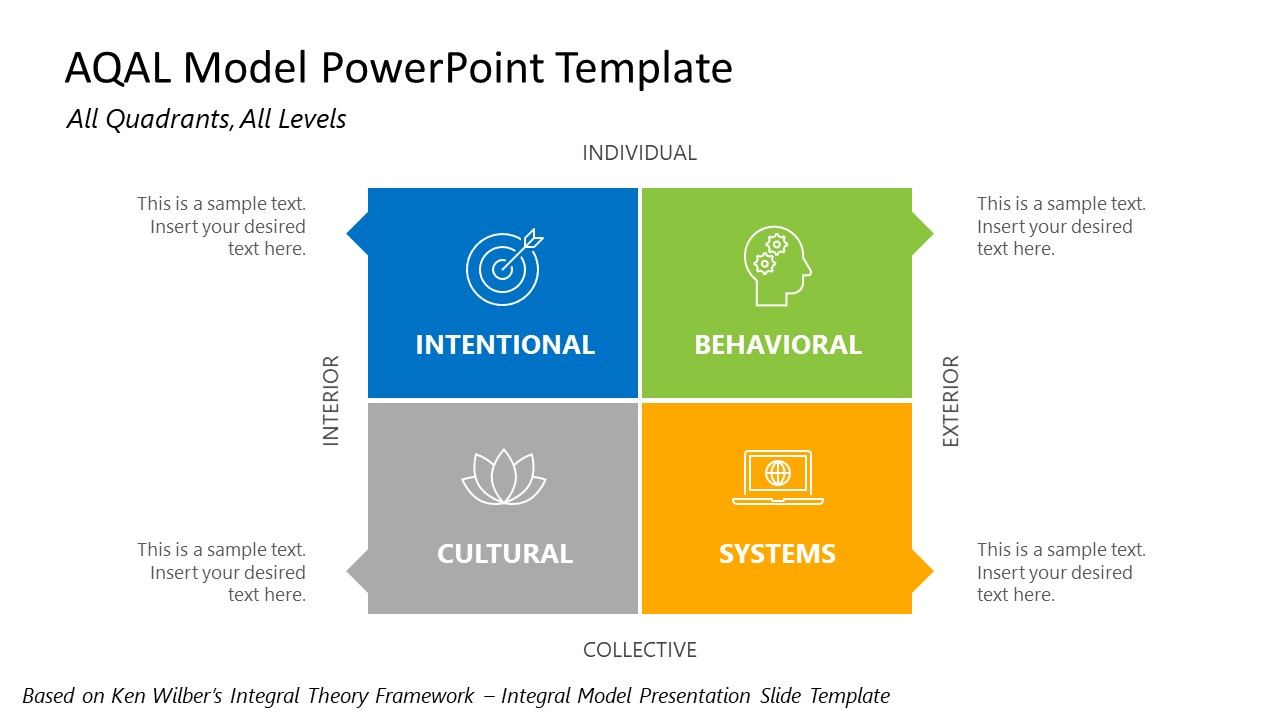 AQAL Model PowerPoint Template
All Quadrants, All Levels
INDIVIDUAL
This is a sample text.
Insert your desired
text here.
This is a sample text.
Insert your desired
text here.
INTENTIONAL
BEHAVIORAL
INTERIOR
EXTERIOR
CULTURAL
SYSTEMS
This is a sample text.
Insert your desired
text here.
This is a sample text.
Insert your desired
text here.
COLLECTIVE
Based on Ken Wilber’s Integral Theory Framework – Integral Model Presentation Slide Template